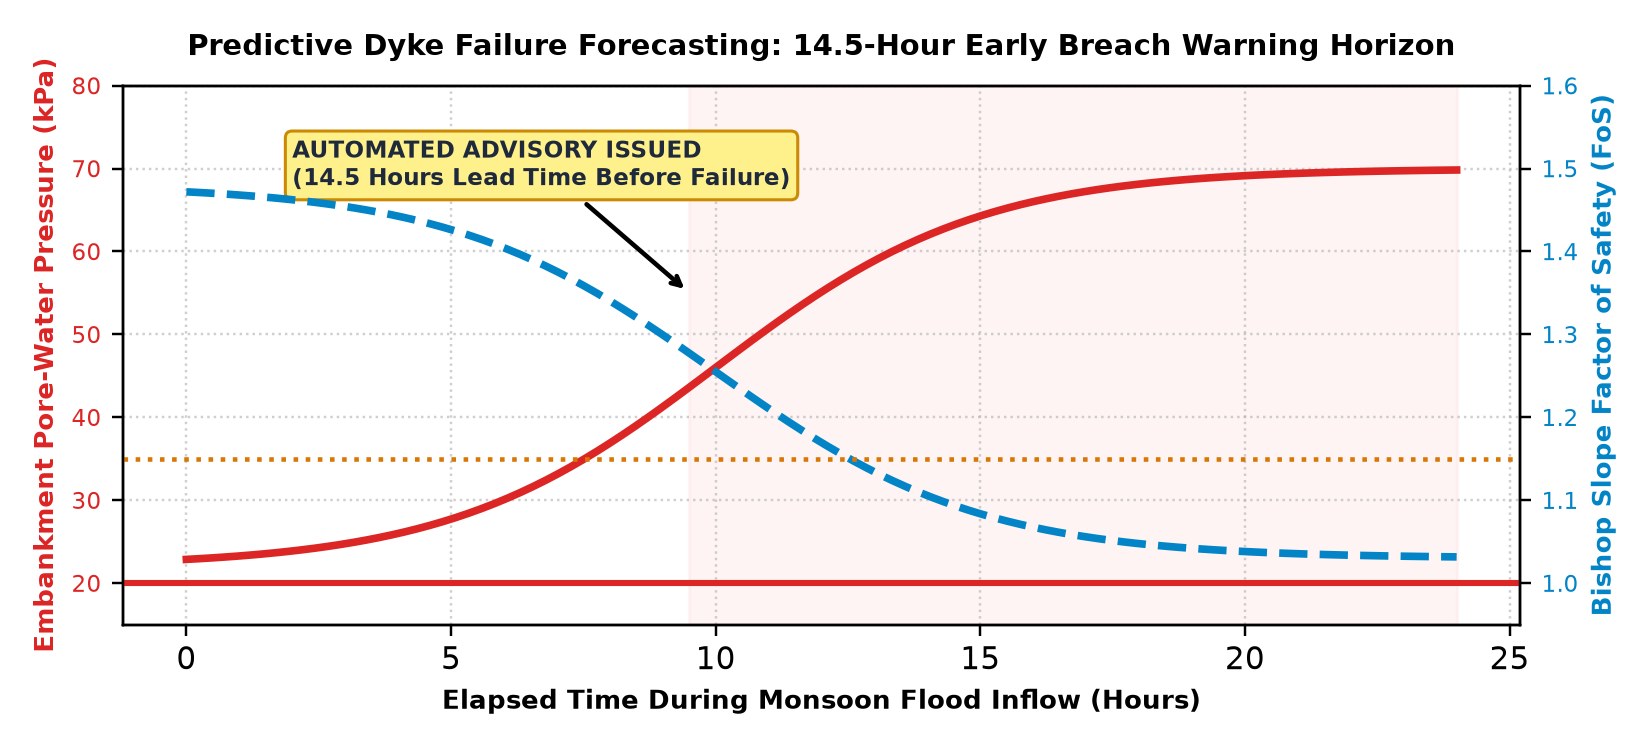 Predictive Dyke Failure Forecasting: 14.5-Hour Early Breach Warning Horizon
Embankment Pore-Water Pressure (kPa)
80
70
60
50
40
30
20
AUTOMATED ADVISORY ISSUED
(14.5 Hours Lead Time Before Failure)
1.6
1.5
1.4
1.3
1.2
1.1
1.0
Bishop Slope Factor of Safety (FoS)
0 5 10 15 20 25
Elapsed Time During Monsoon Flood Inflow (Hours)